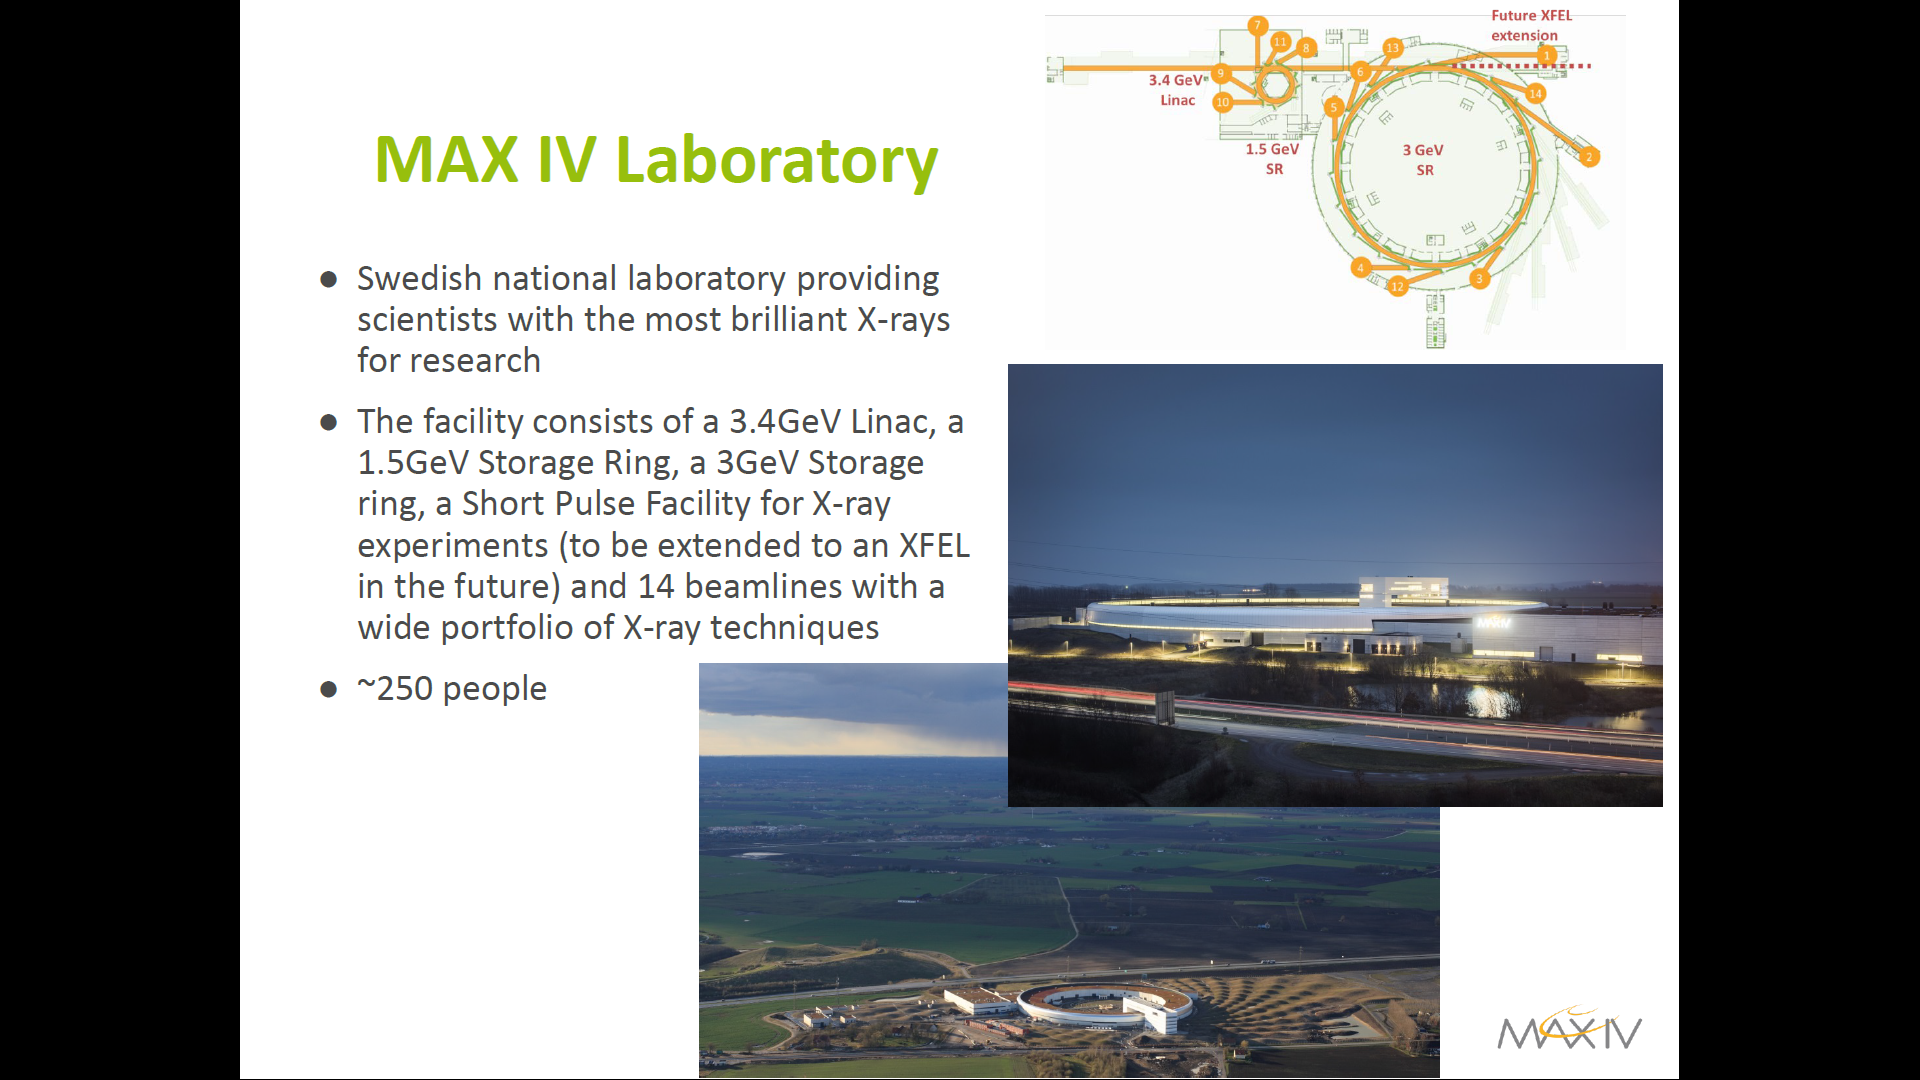 MAX IV Laboratory
● Swedish national laboratory providing
scientists with the most brilliant X-rays
for research
● The facility consists of a 3.4GeV Linac, a
1.5GeV Storage Ring, a 3GeV Storage
ring, a Short Pulse Facility for X-ray
experiments (to be extended to an XFEL
in the future) and 14 beamlines with a
wide portfolio of X-ray techniques
● ~250 people
Future XFEL
extension
7
11
8
13
1
9
6
3.4 GeV
Linac
10
5
14
1.5 GeV
SR
3 GeV
SR
2
4
12
3
MAXIV
MAXIV